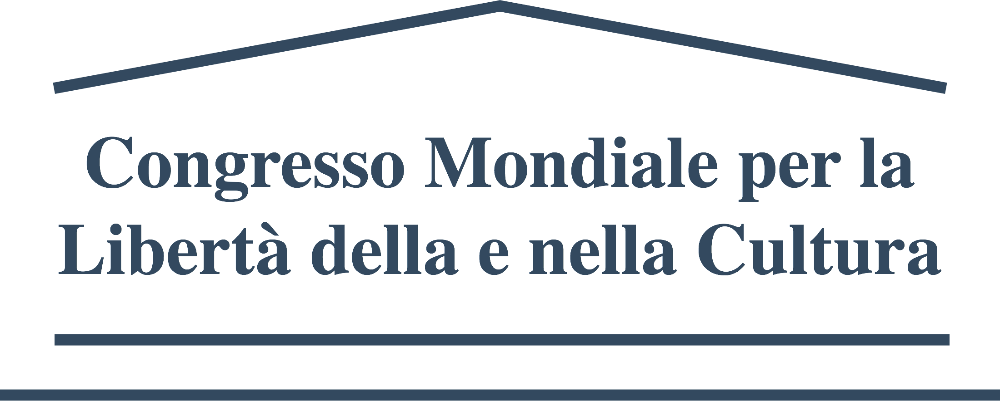 Congresso Mondiale per la
Libertà della e nella Cultura